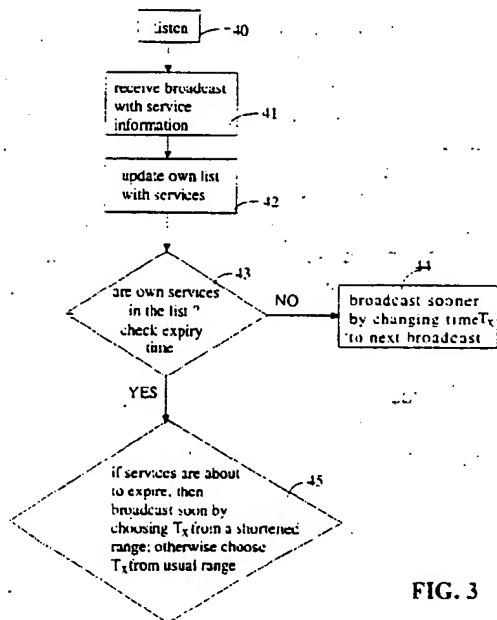 listen
40
receive broadcast
with service
information
41
update own list
with services
42
43
are own services
in the list ?
check expiry
time
NO
44
broadcast sooner
by changing time Tx
to next broadcast
YES
45
if services are about
to expire, then
broadcast soon by
choosing Tx from a shortened
range; otherwise choose
Tx from usual range
FIG. 3